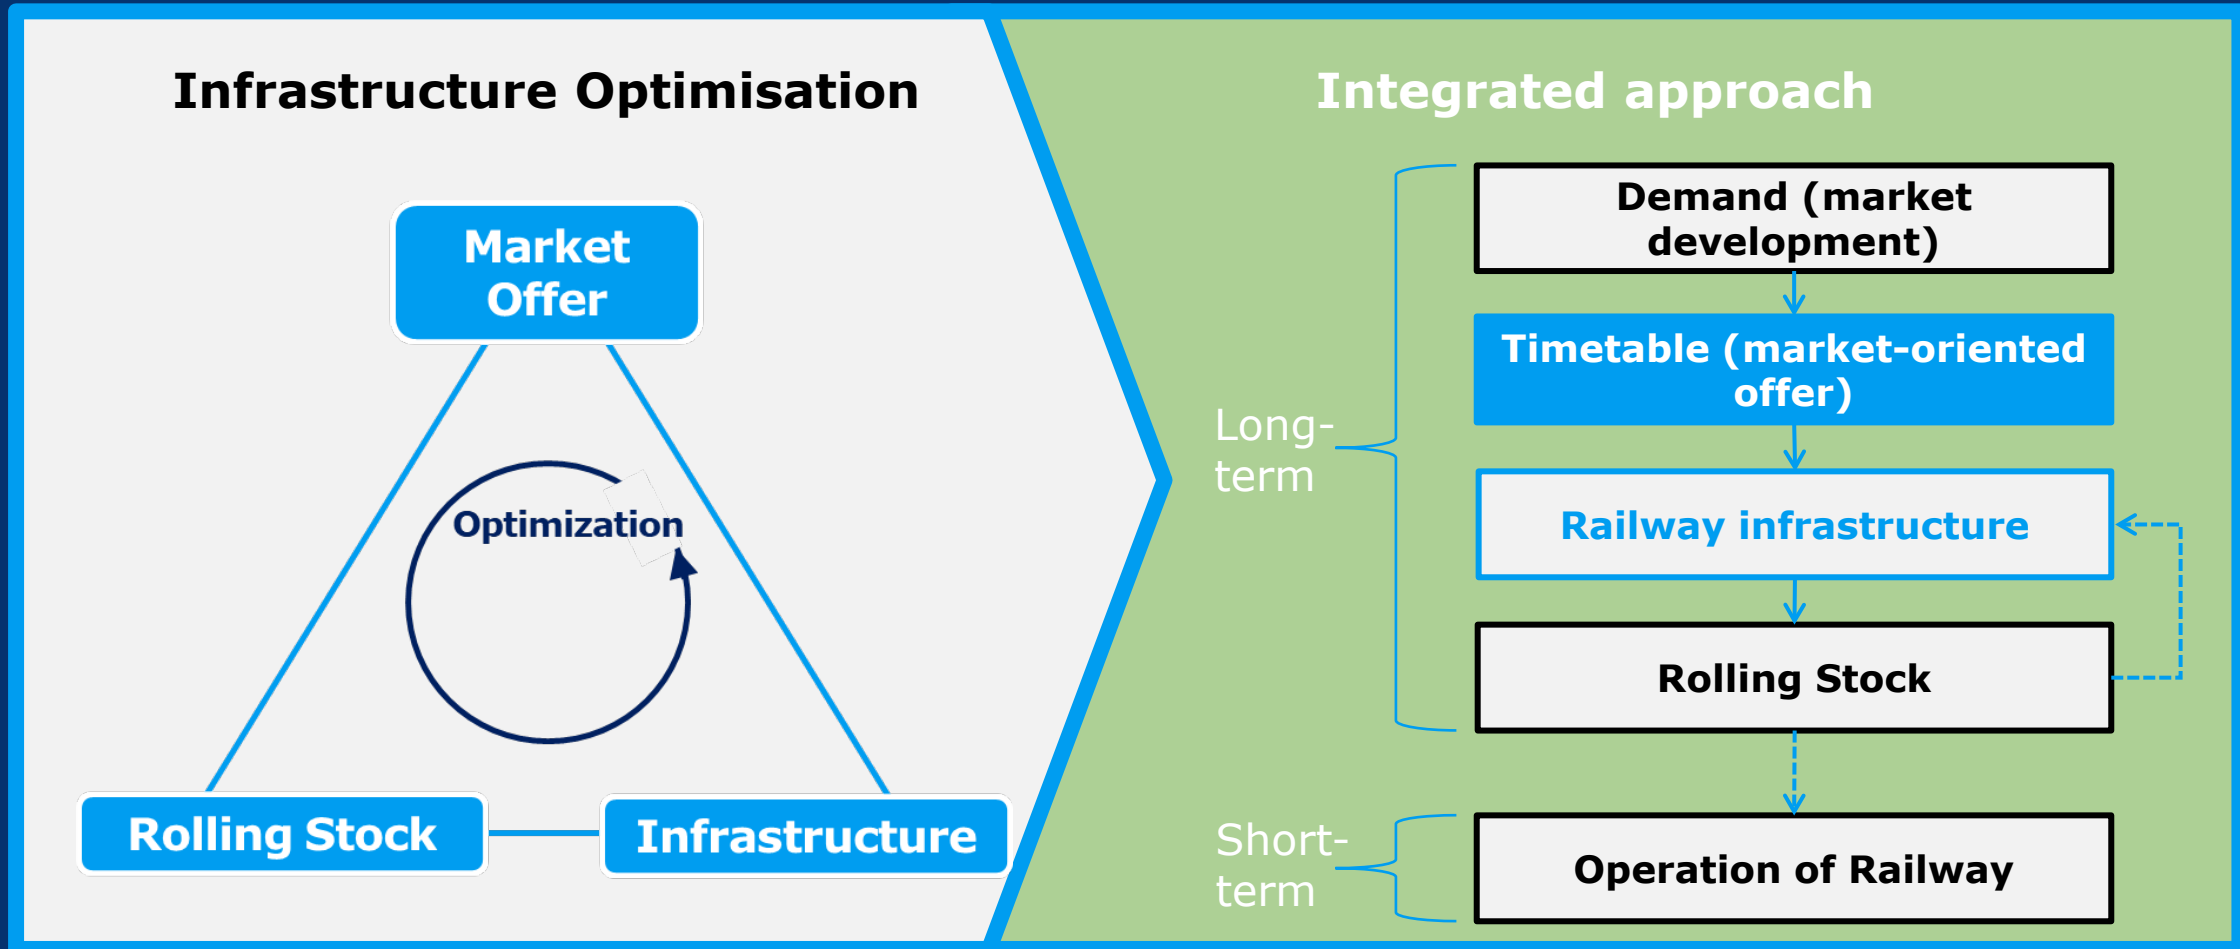 Infrastructure Optimisation
Market
Offer
Optimization
Rolling Stock
Infrastructure
Integrated approach
Long-
term
Demand (market
development)
Timetable (market-oriented
offer)
Railway infrastructure
Rolling Stock
Short-
term
Operation of Railway